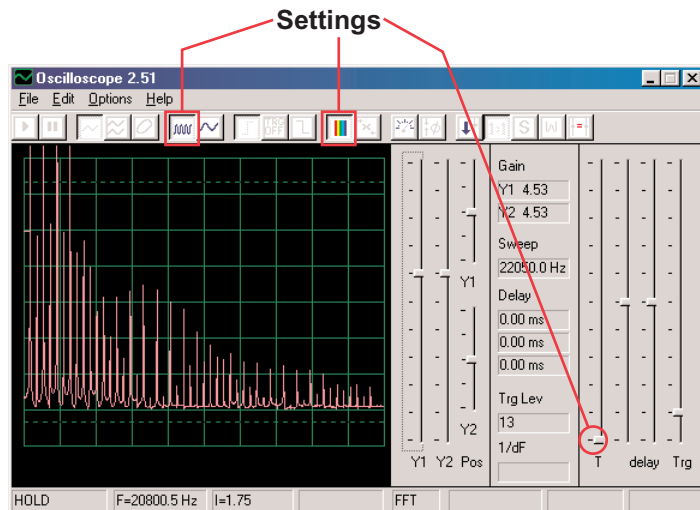 Settings
Oscilloscope 2.51
File Edit Options Help
TRG OFF
S W
Gain
Y1 4.53
Y2 4.53
Sweep
22050.0 Hz
Delay
0.00 ms
0.00 ms
0.00 ms
Trg Lev
13
1/dF
Y1
Y2
Y1 Y2 Pos
T delay Trg
HOLD F=20800.5 Hz I=1.75 FFT